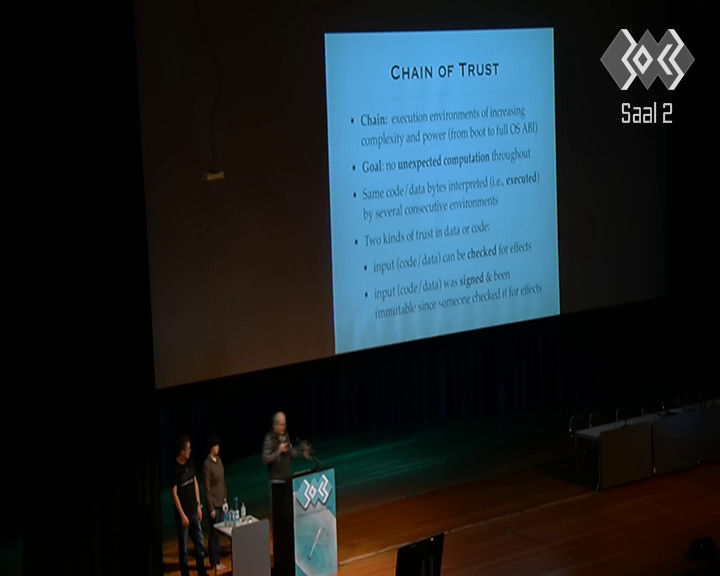 CHAIN OF TRUST
• Chain: execution environments of increasing
complexity and power (from boot to full OS ABI)
• Goal: no unexpected computation throughout
• Same code/data bytes interpreted (i.e., executed)
by several consecutive environments
• Two kinds of trust in data or code:
• input (code/data) can be checked for effects
• input (code/data) was signed & been
immutable since someone checked it for effects
30C3
Saal 2
30C3